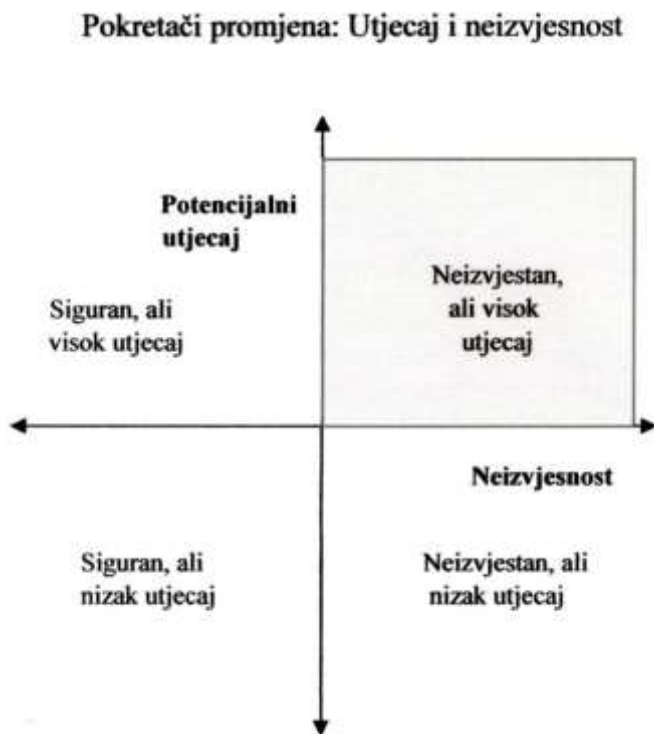 Pokretači promjena: Utjecaj i neizvjesnost
Potencijalni
utjecaj
Siguran, ali
visok utjecaj
Neizvjestan,
ali visok
utjecaj
Neizvjesnost
Siguran, ali
nizak utjecaj
Neizvjestan, ali
nizak utjecaj